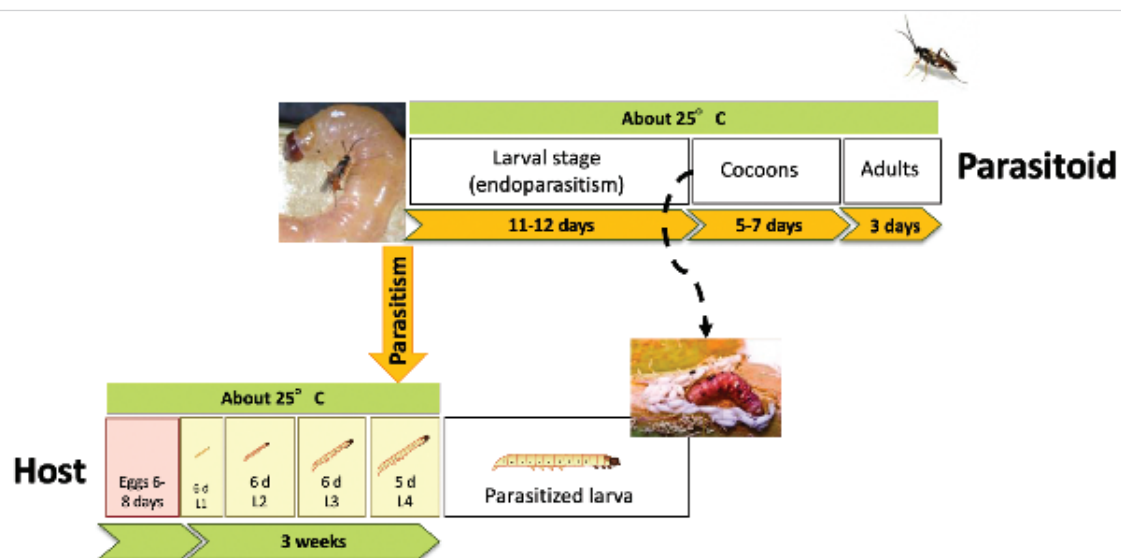 About 25° C
Larval stage
(endoparasitism)
Cocoons
Adults
Parasitoid
11-12 days
5-7 days
3 days
Parasitism
About 25° C
Host
Eggs 6-
8 days
6 d
L1
6 d
L2
6 d
L3
5 d
L4
Parasitized larva
3 weeks